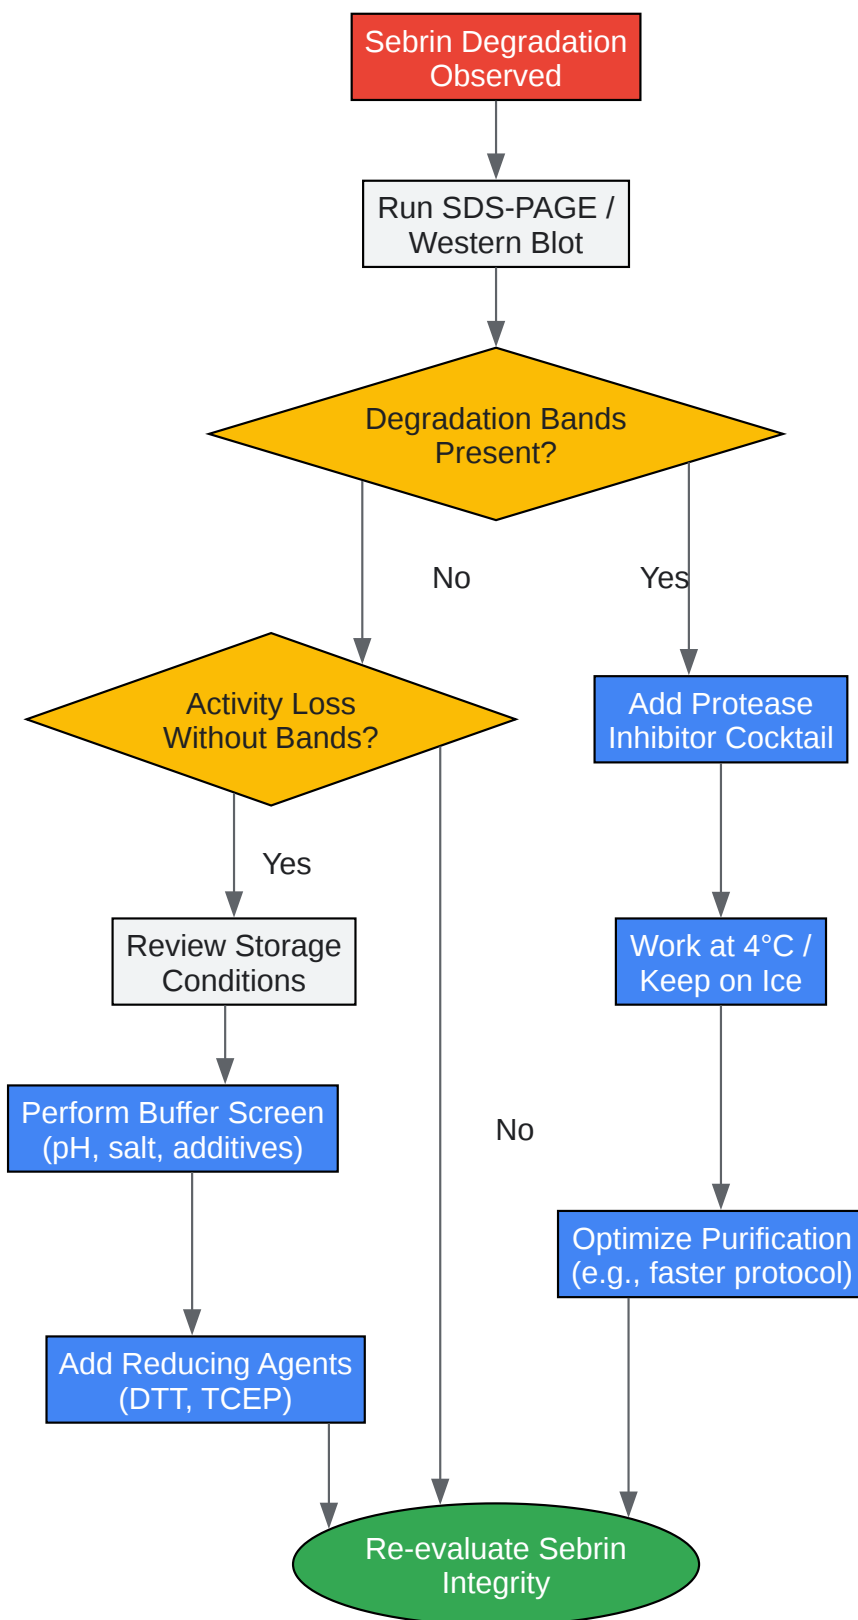 Sebrin Degradation
Observed
Run SDS-PAGE /
Western Blot
Degradation Bands
Present?
No
Yes
Activity Loss
Without Bands?
Add Protease
Inhibitor Cocktail
Yes
Review Storage
Conditions
Work at 4°C /
Keep on Ice
Perform Buffer Screen
(pH, salt, additives)
No
Optimize Purification
(e.g., faster protocol)
Add Reducing Agents
(DTT, TCEP)
Re-evaluate Sebrin
Integrity